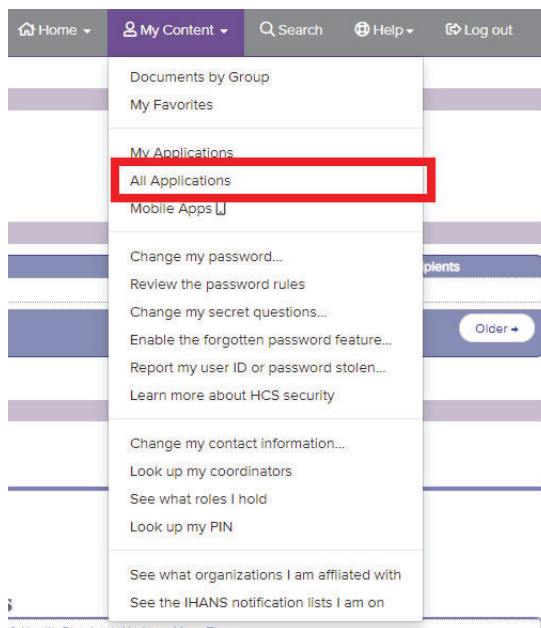 Home
My Content
Search
Help
Log out
Documents by Group
My Favorites
My Applications
All Applications
Mobile Apps
Change my password...
pients
Review the password rules
Change my secret questions...
Older
Enable the forgotten password feature...
Report my user ID or password stolen...
Learn more about HCS security
Change my contact information...
Look up my coordinators
See what roles I hold
Look up my PIN
See what organizations I am affliated with
See the IHANS notification lists I am on